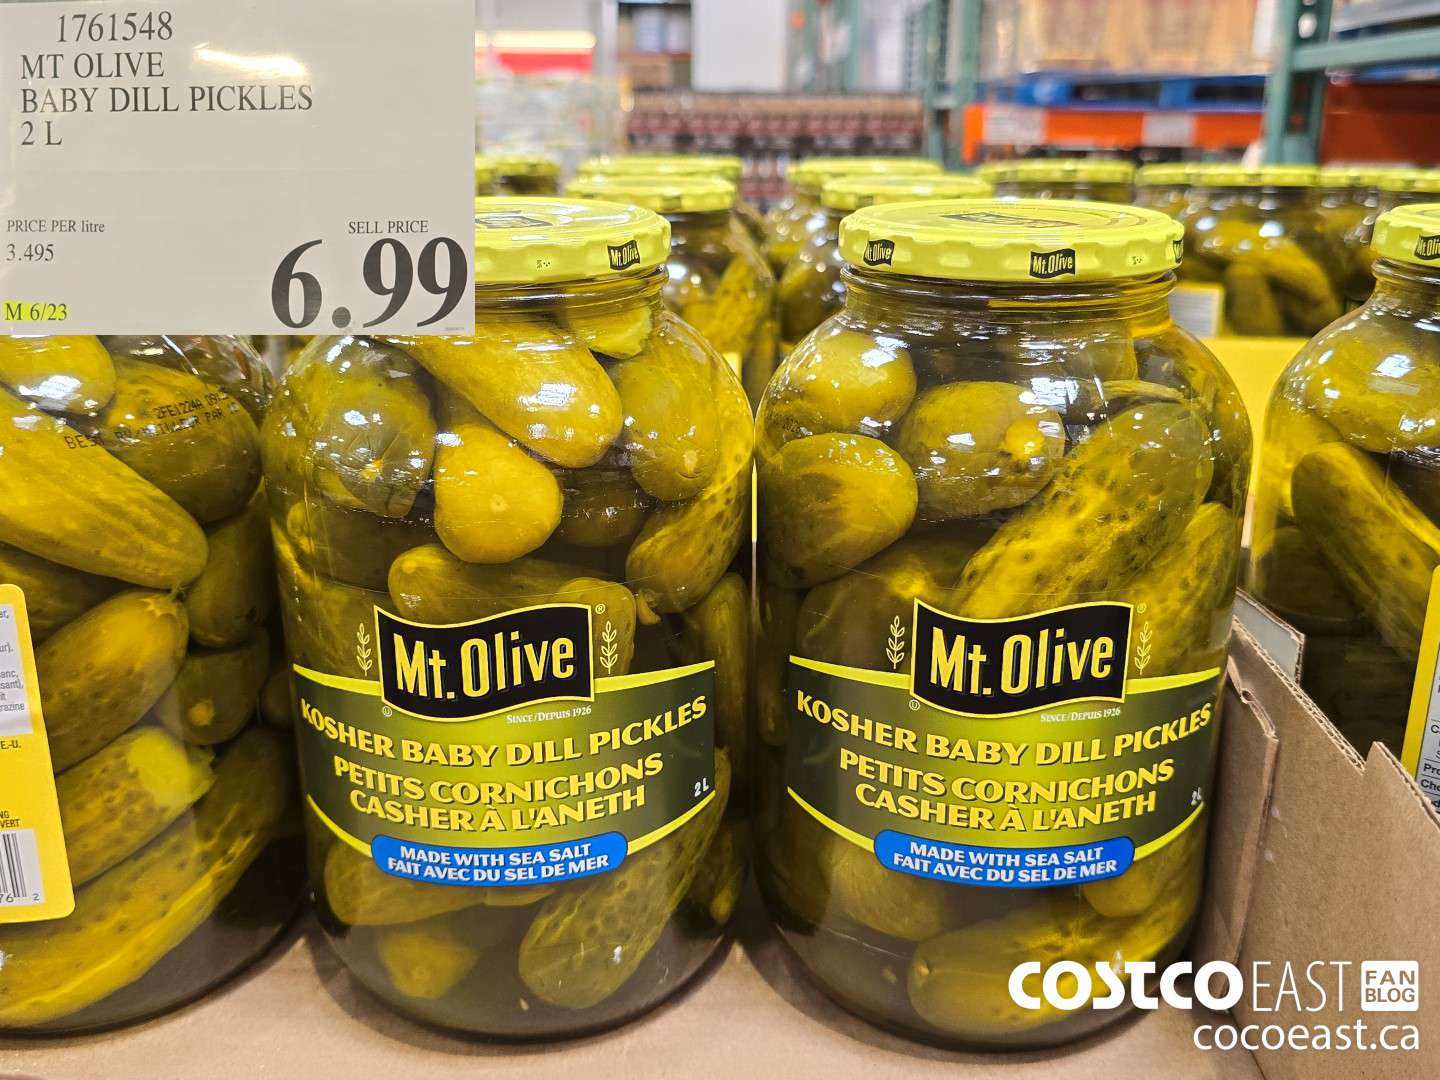 1761548
MT OLIVE
BABY DILL PICKLES
2 L
PRICE PER litre
3.495
SELL PRICE
6.99
M 6/23
Mt.Olive
Mt.Olive
Mt.Olive
2FE1224A
BEST
PAR
Mt. Olive®
SINCE/DEPUIS 1926
KOSHER BABY DILL PICKLES
PETITS CORNICHONS
CASHER À L'ANETH
2 L
MADE WITH SEA SALT
FAIT AVEC DU SEL DE MER
Mt. Olive®
SINCE/DEPUIS 1926
KOSHER BABY DILL PICKLES
PETITS CORNICHONS
CASHER À L'ANETH
2 L
MADE WITH SEA SALT
FAIT AVEC DU SEL DE MER
E.-U.
COSTCO EAST FAN BLOG
cocoeast.ca